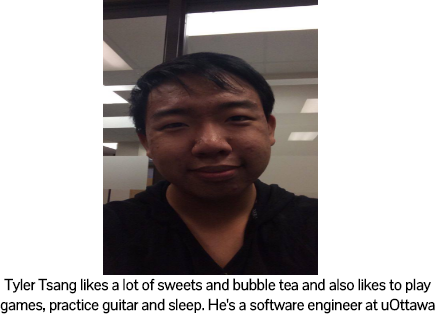 Tyler Tsang likes a lot of sweets and bubble tea and also likes to play
games, practice guitar and sleep. He's a software engineer at uOttawa